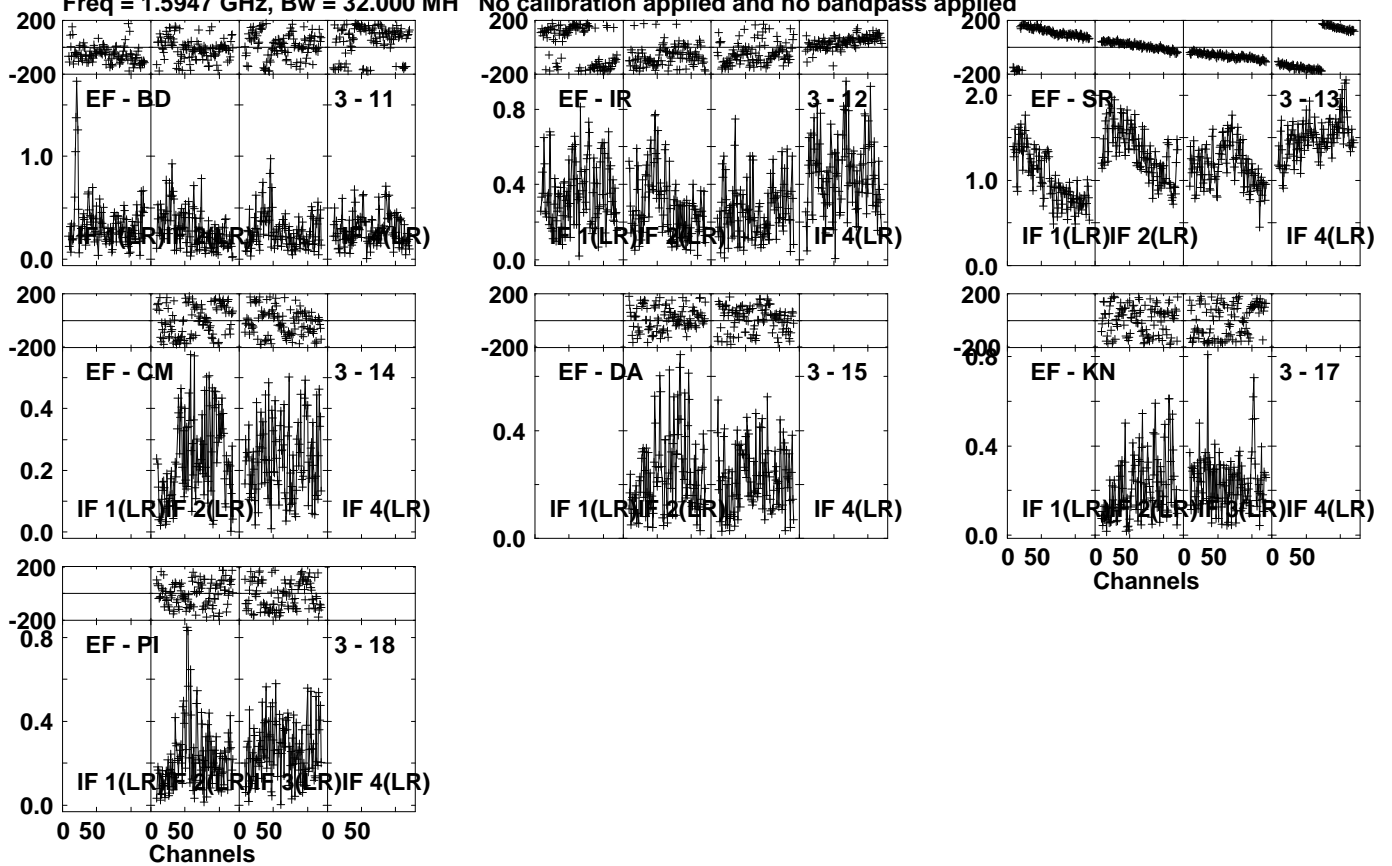 Freq = 1.5947 GHz, Bw = 32.000 MH No calibration applied and no bandpass applied
200
-200
EF - BD 3 - 11
1.0
0.0
IF 1(LR) IF 2(LR) IF 4(LR)
EF - IR 3 - 12
0.8
0.4
0.0
IF 1(LR) IF 2(LR) IF 4(LR)
200
-200
EF - SR 3 - 13
2.0
1.0
0.0
IF 1(LR) IF 2(LR) IF 4(LR)
200
-200
EF - CM 3 - 14
0.4
0.2
0.0
IF 1(LR) IF 2(LR) IF 4(LR)
200
-200
EF - DA 3 - 15
0.4
0.0
IF 1(LR) IF 2(LR) IF 4(LR)
200
-200
EF - KN 3 - 17
0.8
0.4
0.0
IF 1(LR) IF 2(LR) IF 3(LR) IF 4(LR)
0 50 0 50 0 50 0 50
Channels
200
-200
EF - PI 3 - 18
0.8
0.4
0.0
IF 1(LR) IF 2(LR) IF 3(LR) IF 4(LR)
0 50 0 50 0 50 0 50
Channels